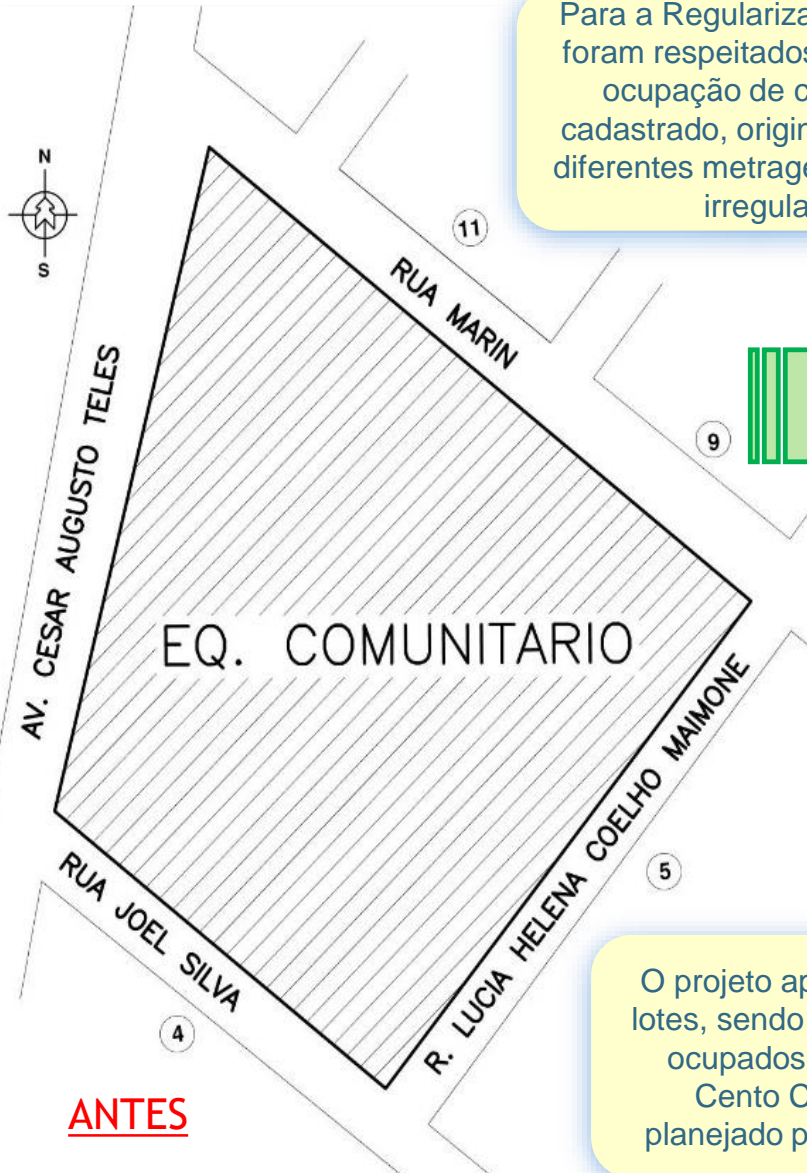 Para a Regulariza
foram respeitados
ocupação de
cadastrado, origin
diferentes metrage
irregula
N
S
11
RUA MARIN
9
AV. CESAR AUGUSTO TELES
EQ. COMUNITARIO
R. LUCIA HELENA COELHO MAIMONE
5
RUA JOEL SILVA
4
O projeto ap
lotes, sendo
ocupados
Cento C
planejado p
ANTES